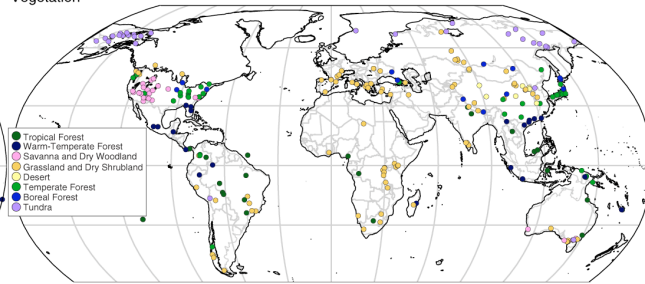 Vegetation
Tropical Forest
Warm-Temperate Forest
Savanna and Dry Woodland
Grassland and Dry Shrubland
Desert
Temperate Forest
Boreal Forest
Tundra